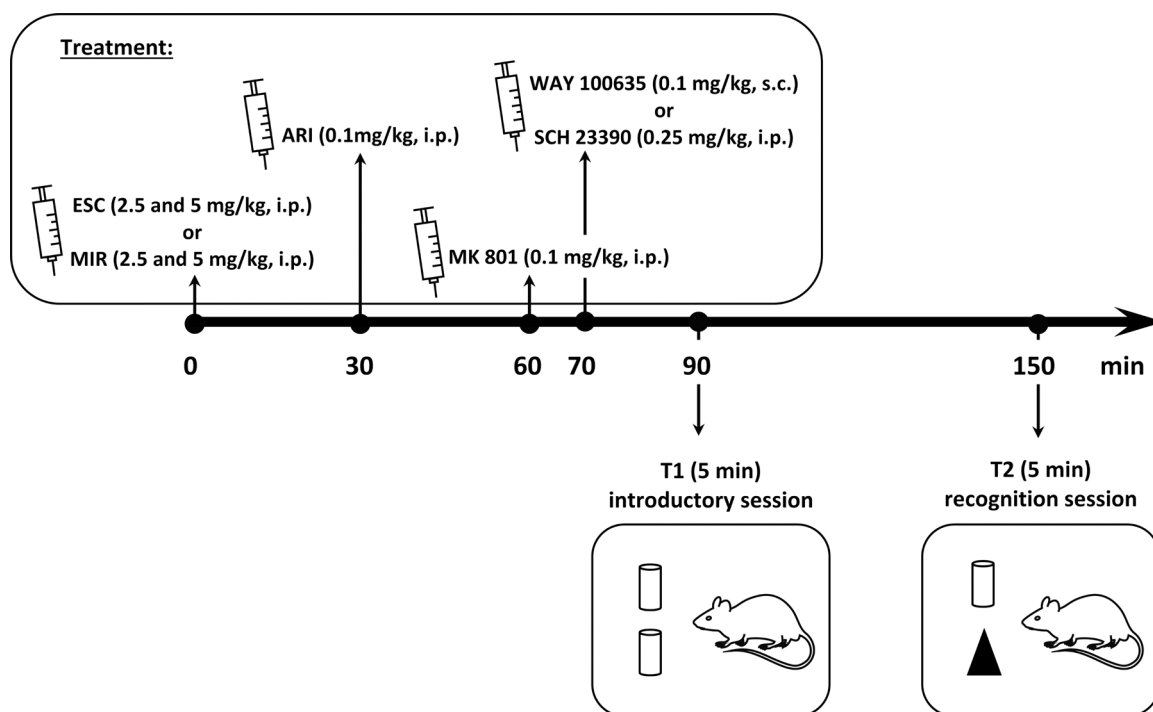 Treatment:
WAY 100635 (0.1 mg/kg, s.c.)
or
SCH 23390 (0.25 mg/kg, i.p.)
ARI (0.1mg/kg, i.p.)
ESC (2.5 and 5 mg/kg, i.p.)
or
MIR (2.5 and 5 mg/kg, i.p.)
MK 801 (0.1 mg/kg, i.p.)
0 30 60 70 90 150 min
T1 (5 min)
introductory session
T2 (5 min)
recognition session